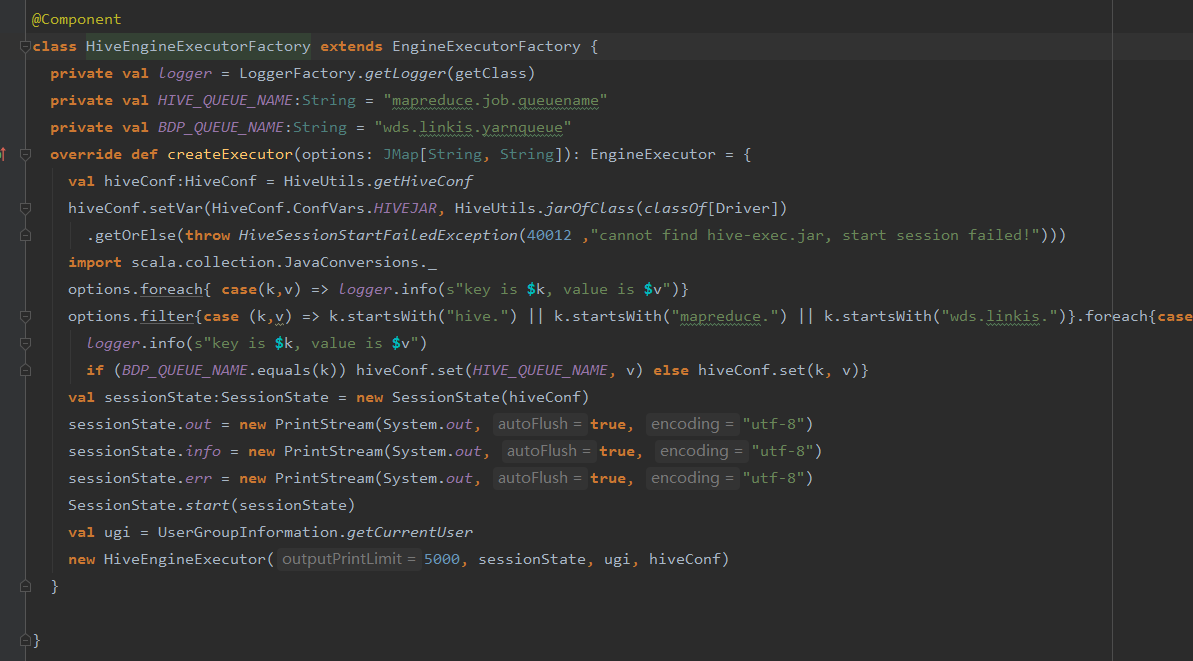 @Component
class HiveEngineExecutorFactory extends EngineExecutorFactory {
  private val logger = LoggerFactory.getLogger(getClass)
  private val HIVE_QUEUE_NAME:String = "mapreduce.job.queuename"
  private val BDP_QUEUE_NAME:String = "wds.linkis.yarnqueue"
  override def createExecutor(options: JMap[String, String]): EngineExecutor = {
    val hiveConf:HiveConf = HiveUtils.getHiveConf
    hiveConf.setVar(HiveConf.ConfVars.HIVEJAR, HiveUtils.jarOfClass(classOf[Driver])
      .getOrElse(throw HiveSessionStartFailedException(40012 ,"cannot find hive-exec.jar, start session failed!")))
    import scala.collection.JavaConversions._
    options.foreach{ case(k,v) => logger.info(s"key is $k, value is $v")}
    options.filter{case (k,v) => k.startsWith("hive.") || k.startsWith("mapreduce.") || k.startsWith("wds.linkis.")}.foreach{case
      logger.info(s"key is $k, value is $v")
      if (BDP_QUEUE_NAME.equals(k)) hiveConf.set(HIVE_QUEUE_NAME, v) else hiveConf.set(k, v)}
    val sessionState:SessionState = new SessionState(hiveConf)
    sessionState.out = new PrintStream(System.out, autoFlush = true, encoding = "utf-8")
    sessionState.info = new PrintStream(System.out, autoFlush = true, encoding = "utf-8")
    sessionState.err = new PrintStream(System.out, autoFlush = true, encoding = "utf-8")
    SessionState.start(sessionState)
    val ugi = UserGroupInformation.getCurrentUser
    new HiveEngineExecutor( outputPrintLimit = 5000, sessionState, ugi, hiveConf)
  }
}